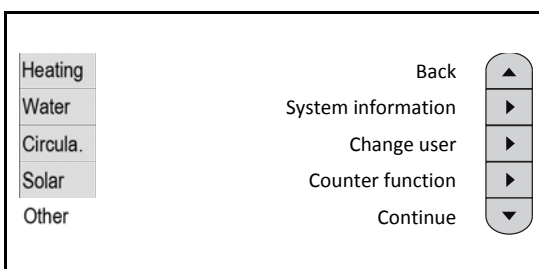 Heating
Back
Water
System information
Circula.
Change user
Solar
Counter function
Other
Continue